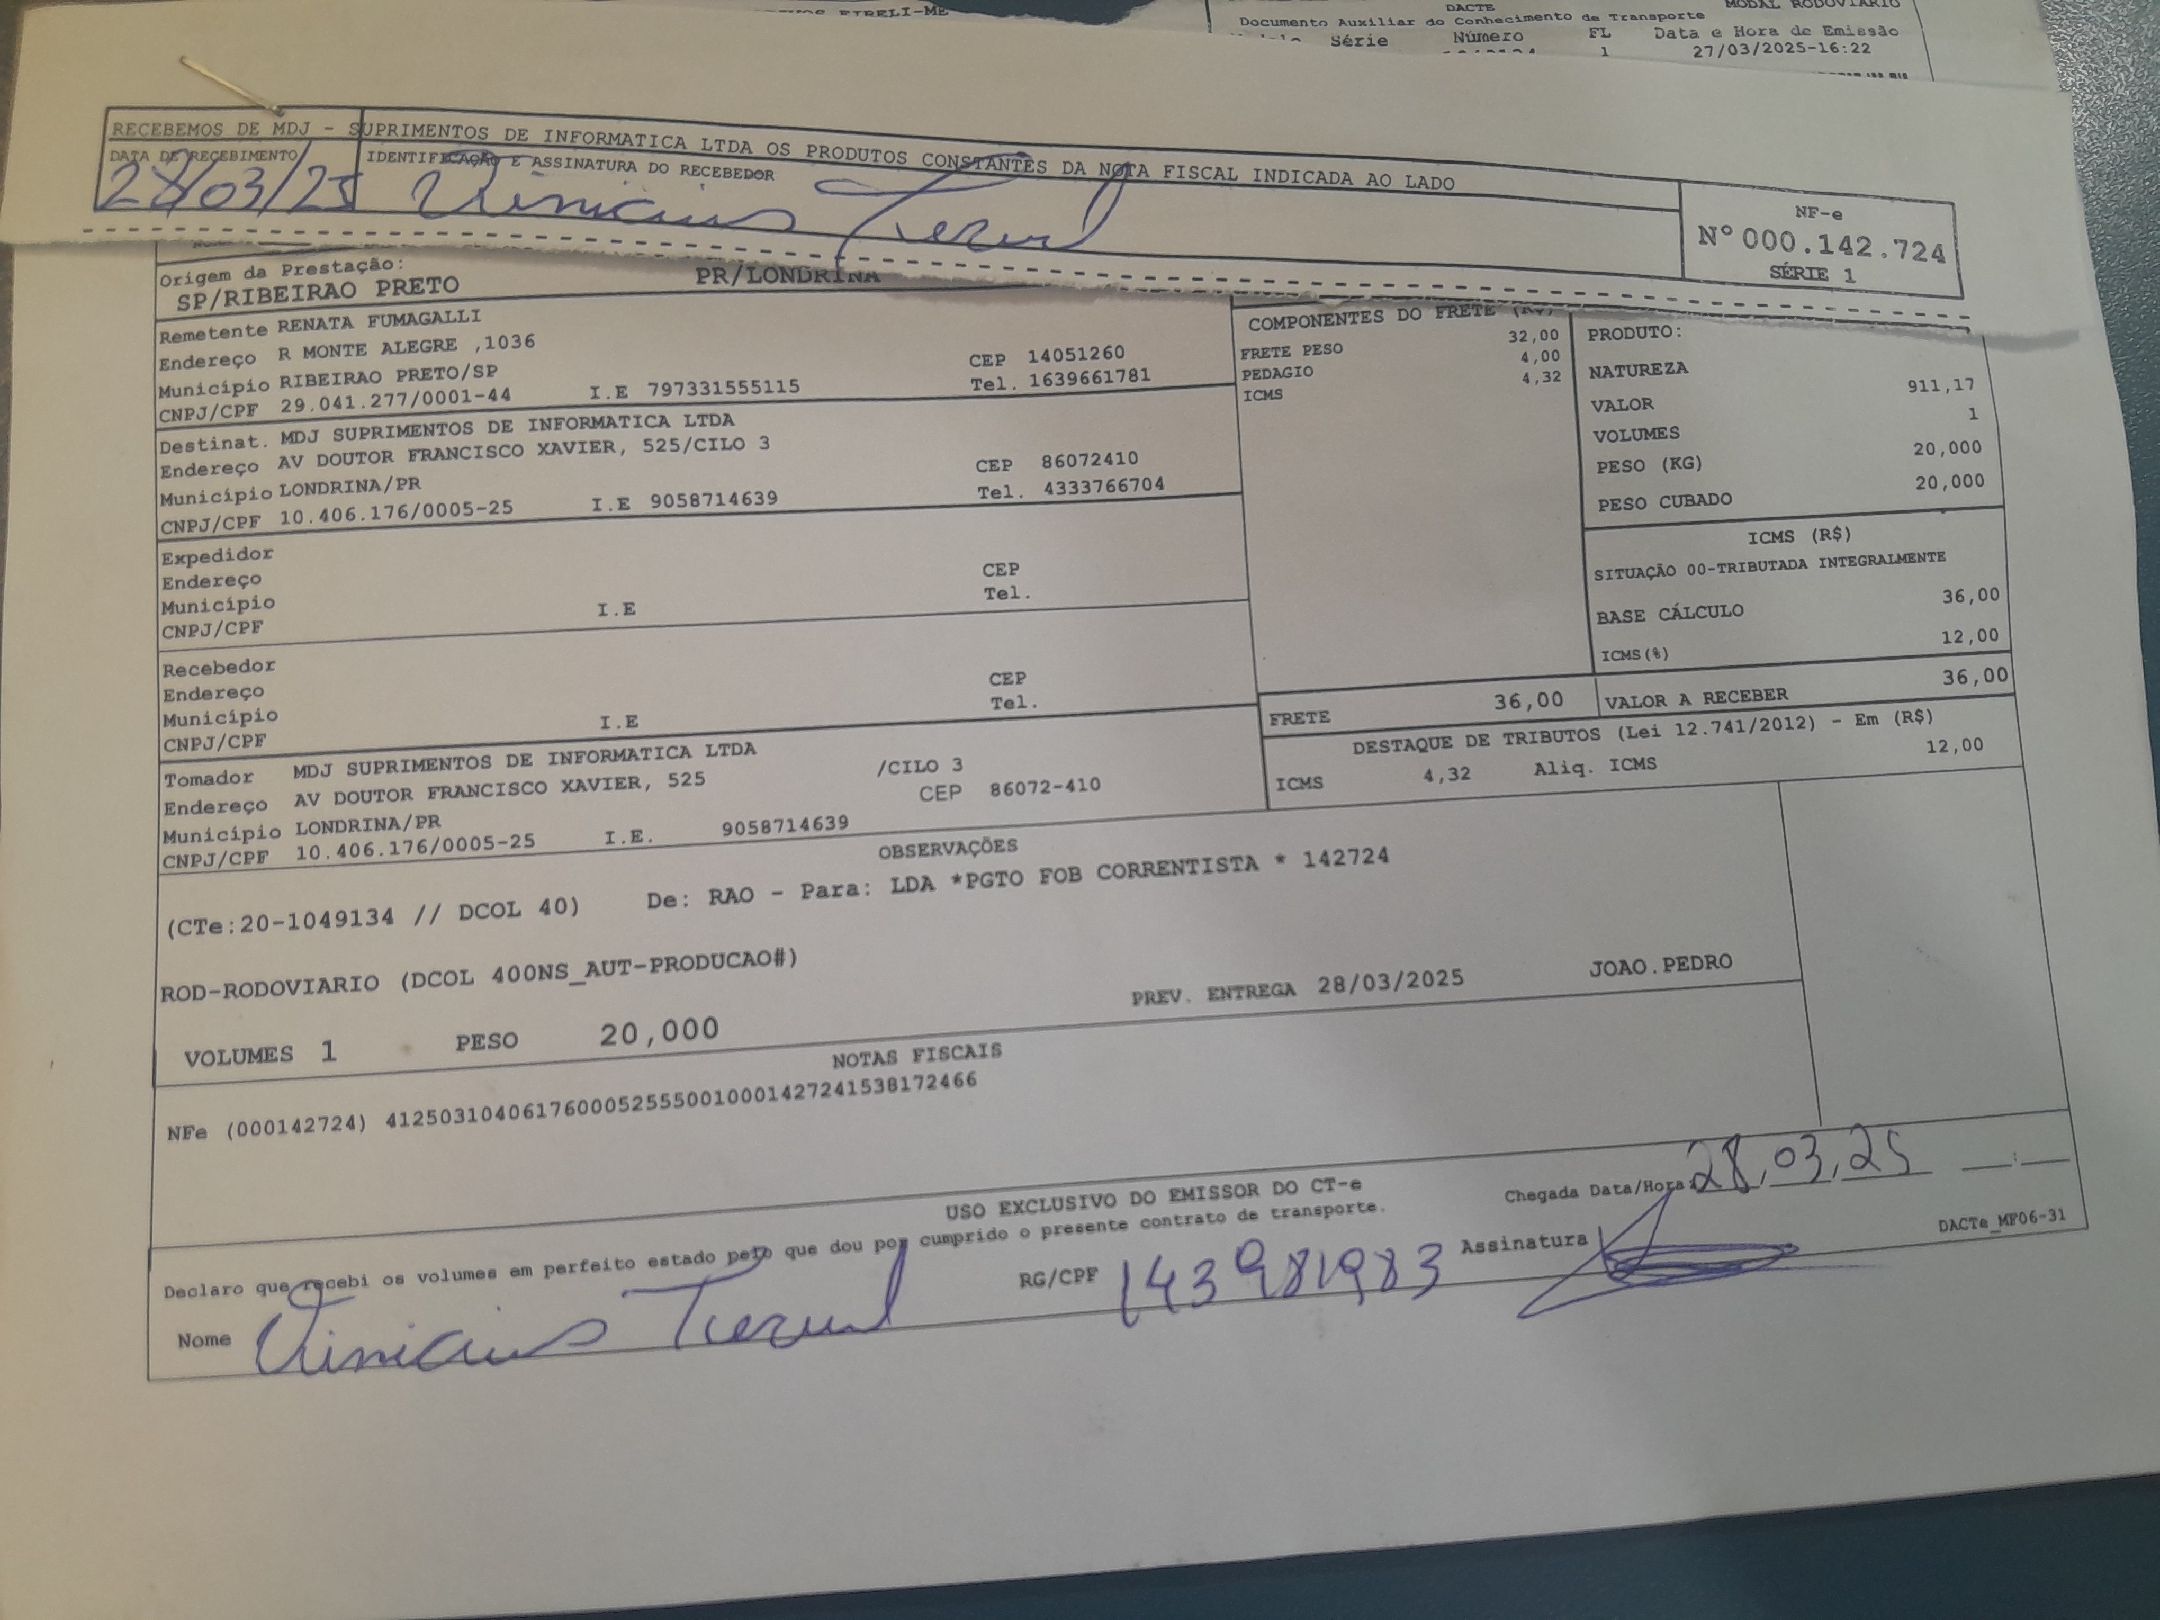 EIRELI-ME
DACTE
MODAL RODOVIARIO
Documento Auxiliar do Conhecimento de Transporte
Série Número FL Data e Hora de Emissão
1 27/03/2025-16:22
RECEBEMOS DE MDJ - SUPRIMENTOS DE INFORMATICA LTDA OS PRODUTOS CONSTANTES DA NOTA FISCAL INDICADA AO LADO
DATA DE RECEBIMENTO IDENTIFICAÇÃO E ASSINATURA DO RECEBEDOR
28/03/25 Vinicius
NF-e
Nº 000.142.724
SÉRIE 1
Origem da Prestação:
SP/RIBEIRAO PRETO PR/LONDRINA
Remetente RENATA FUMAGALLI
Endereço R MONTE ALEGRE ,1036 CEP 14051260
Município RIBEIRAO PRETO/SP Tel. 1639661781
CNPJ/CPF 29.041.277/0001-44 I.E 797331555115
Destinat. MDJ SUPRIMENTOS DE INFORMATICA LTDA
Endereço AV DOUTOR FRANCISCO XAVIER, 525/CILO 3 CEP 86072410
Município LONDRINA/PR Tel. 4333766704
CNPJ/CPF 10.406.176/0005-25 I.E 9058714639
Expedidor
Endereço CEP
Município Tel.
CNPJ/CPF I.E
Recebedor
Endereço CEP
Município Tel.
CNPJ/CPF I.E
Tomador MDJ SUPRIMENTOS DE INFORMATICA LTDA
Endereço AV DOUTOR FRANCISCO XAVIER, 525 /CILO 3
Município LONDRINA/PR CEP 86072-410
CNPJ/CPF 10.406.176/0005-25 I.E. 9058714639
COMPONENTES DO FRETE (R$)
FRETE PESO 32,00
PEDAGIO 4,00
ICMS 4,32
PRODUTO:
NATUREZA
VALOR 911,17
VOLUMES 1
PESO (KG) 20,000
PESO CUBADO 20,000
ICMS (R$)
SITUAÇÃO 00-TRIBUTADA INTEGRALMENTE
BASE CÁLCULO 36,00
ICMS(%) 12,00
FRETE 36,00 VALOR A RECEBER 36,00
DESTAQUE DE TRIBUTOS (Lei 12.741/2012) - Em (R$)
ICMS 4,32 Aliq. ICMS 12,00
OBSERVAÇÕES
(CTe:20-1049134 // DCOL 40) De: RAO - Para: LDA *PGTO FOB CORRENTISTA * 142724
ROD-RODOVIARIO (DCOL 400NS_AUT-PRODUCAO#)
PREV. ENTREGA 28/03/2025 JOAO.PEDRO
VOLUMES 1 PESO 20,000
NOTAS FISCAIS
NFe (000142724) 41250310406176000525550010001427241538172466
USO EXCLUSIVO DO EMISSOR DO CT-e
Declaro que recebi os volumes em perfeito estado pelo que dou por cumprido o presente contrato de transporte.
Chegada Data/Hora: 28,03,25 :
Nome Vinicius
RG/CPF 143981983 Assinatura
DACTe_MF06-31